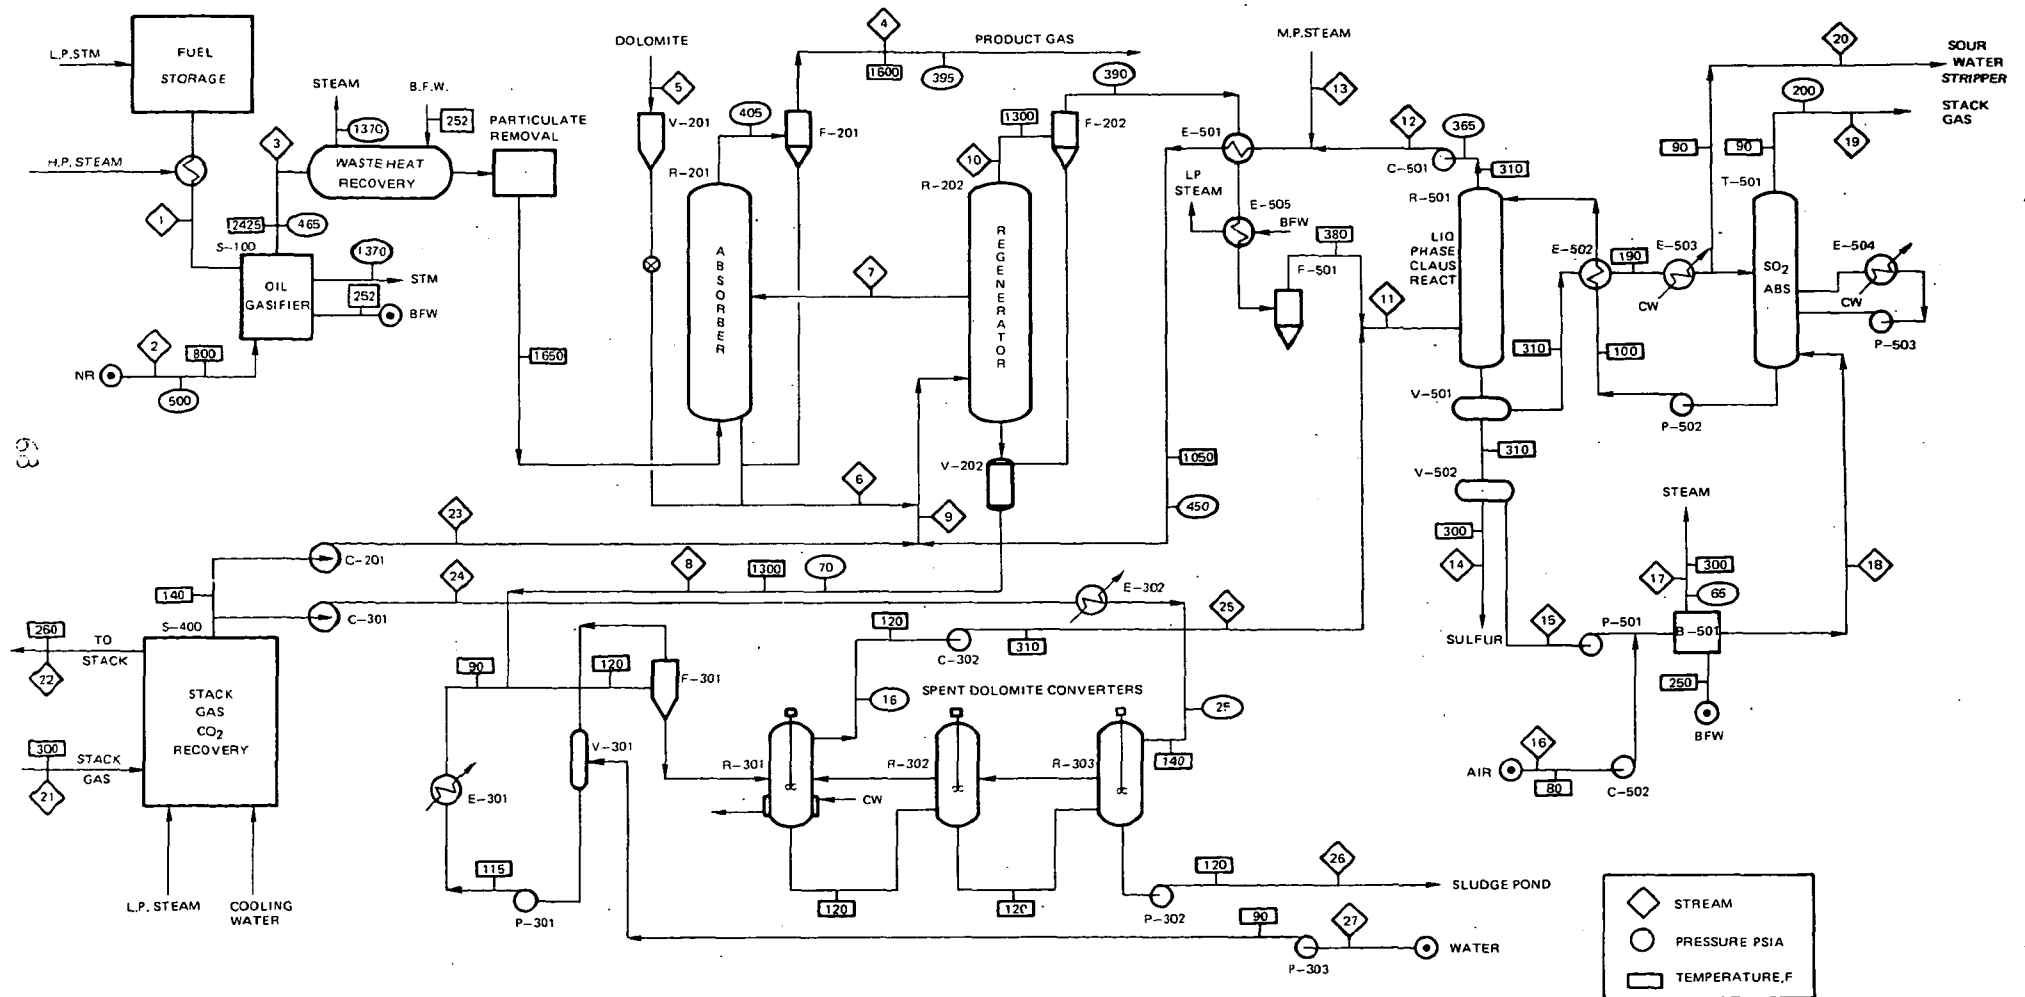 L.P.STM
FUEL
STORAGE
H.P.STEAM
1
3
STEAM
1370
B.F.W.
252
WASTE HEAT
RECOVERY
PARTICULATE
REMOVAL
2425
465
S-100
OIL
GASIFIER
1370
STM
252
BFW
2
800
NR
500
1650
DOLOMITE
5
V-201
405
R-201
ABSORBER
F-201
4
1600
395
PRODUCT GAS
390
1300
F-202
10
R-202
REGENERATOR
7
V-202
6
9
23
24
8
1300
70
M.P.STEAM
13
E-501
12
365
C-501
310
LP
STEAM
E-505
BFW
380
F-501
11
1050
450
R-501
LIQ
PHASE
CLAUS
REACT
V-501
310
310
V-502
300
14
SULFUR
E-502
190
E-503
CW
100
P-502
90
90
20
SOUR
WATER
STRIPPER
200
STACK
GAS
19
T-501
SO2
ABS
E-504
CW
P-503
STEAM
300
17
65
18
15
P-501
B-501
250
BFW
16
AIR
80
C-502
C-201
140
C-301
S-400
260
TO
STACK
22
300
STACK
GAS
21
STACK
GAS
CO2
RECOVERY
L.P. STEAM
COOLING
WATER
E-302
25
120
C-302
310
90
120
F-301
SPENT DOLOMITE CONVERTERS
16
25
V-301
R-301
R-302
R-303
140
CW
E-301
115
P-301
120
120
120
26
SLUDGE POND
P-302
90
27
WATER
P-303
STREAM
PRESSURE PSIA
TEMPERATURE,F
63